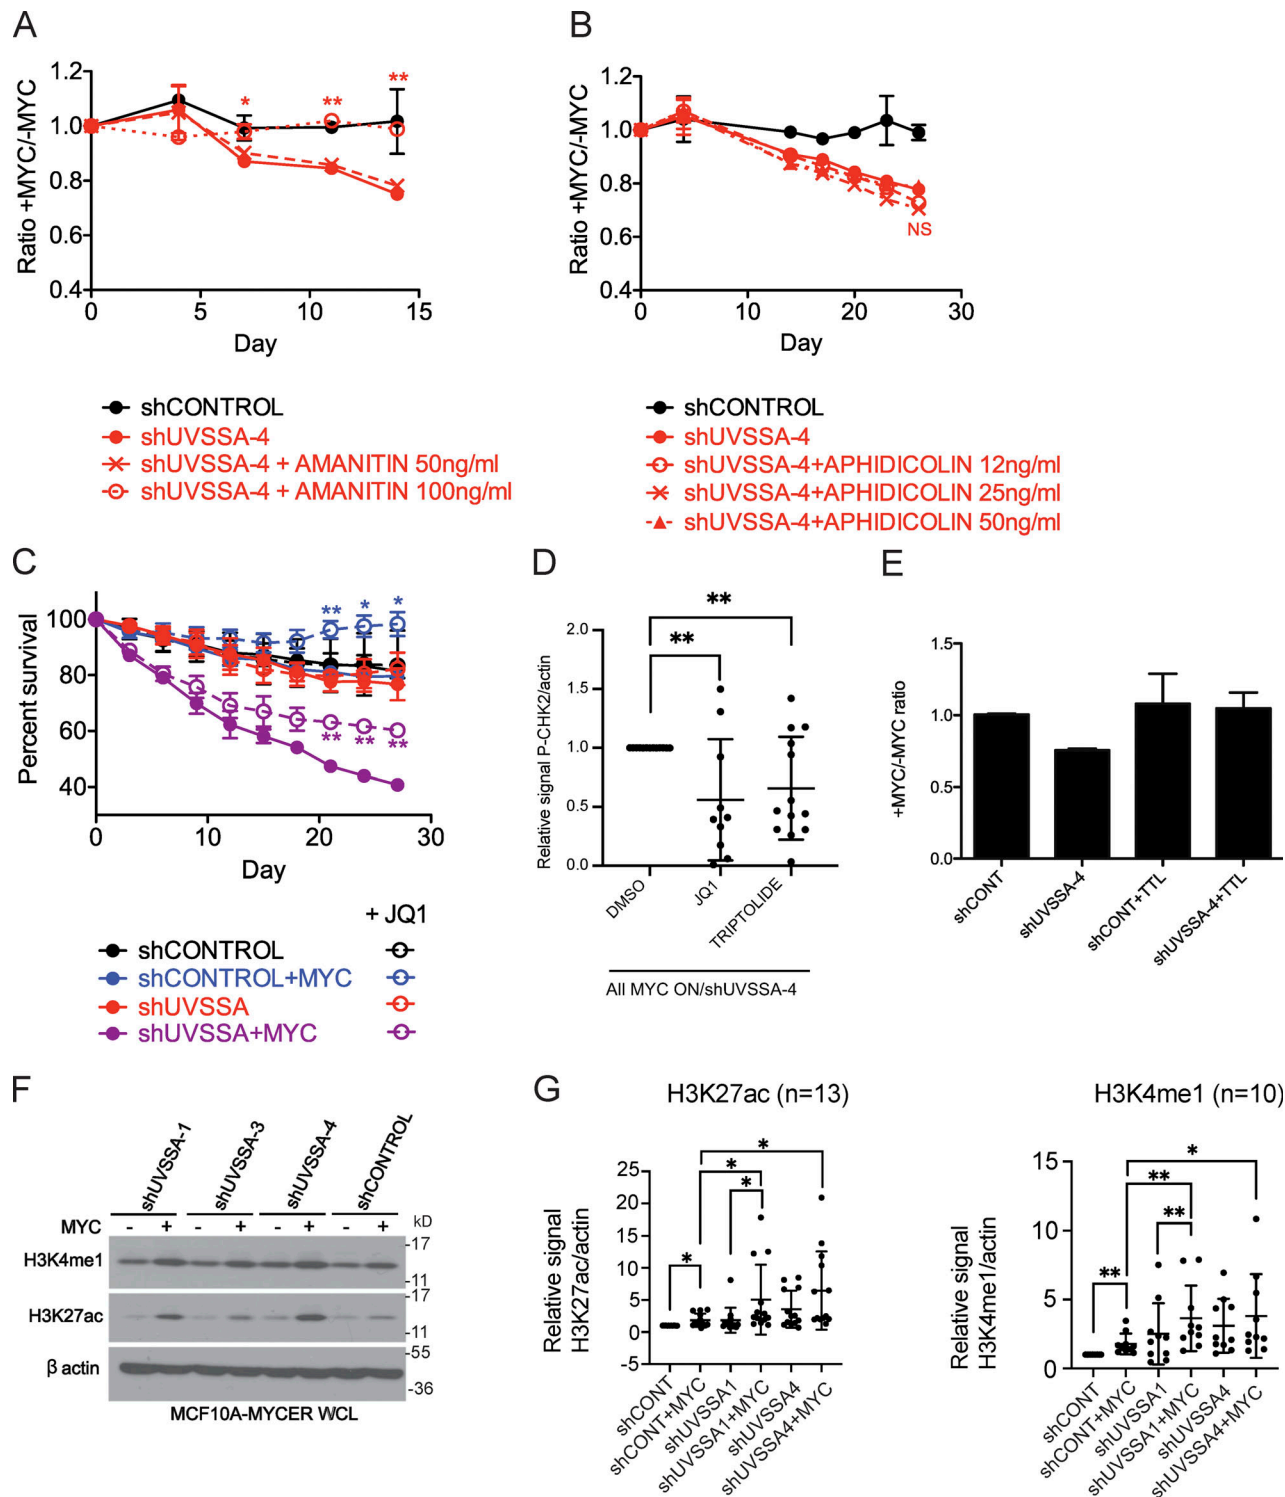 A
Ratio +MYC/-MYC
1.2
1.0
0.8
0.6
0.4
0
5
10
15
Day
*
**
**
shCONTROL
shUVSSA-4
shUVSSA-4 + AMANITIN 50ng/ml
shUVSSA-4 + AMANITIN 100ng/ml
B
Ratio +MYC/-MYC
1.2
1.0
0.8
0.6
0.4
0
10
20
30
Day
NS
shCONTROL
shUVSSA-4
shUVSSA-4+APHIDICOLIN 12ng/ml
shUVSSA-4+APHIDICOLIN 25ng/ml
shUVSSA-4+APHIDICOLIN 50ng/ml
C
Percent survival
100
80
60
40
0
10
20
30
Day
** * *
** ** **
+ JQ1
shCONTROL
shCONTROL+MYC
shUVSSA
shUVSSA+MYC
D
Relative signal P-CHK2/actin
2.0
1.5
1.0
0.5
0.0
**
**
DMSO
JQ1
TRIPTOLIDE
All MYC ON/shUVSSA-4
E
+MYC/-MYC ratio
1.5
1.0
0.5
0.0
shCONT
shUVSSA-4
shCONT+TTL
shUVSSA-4+TTL
F
shUVSSA-1
shUVSSA-3
shUVSSA-4
shCONTROL
MYC - + - + - + - + kD
H3K4me1
-17
-11
H3K27ac
-17
-11
β actin
-55
-36
MCF10A-MYCER WCL
G
H3K27ac (n=13)
Relative signal
H3K27ac/actin
25
20
15
10
5
0
-5
*
*
*
*
shCONT
shCONT+MYC
shUVSSA1
shUVSSA1+MYC
shUVSSA4
shUVSSA4+MYC
H3K4me1 (n=10)
Relative signal
H3K4me1/actin
15
10
5
0
*
**
**
**
shCONT
shCONT+MYC
shUVSSA1
shUVSSA1+MYC
shUVSSA4
shUVSSA4+MYC